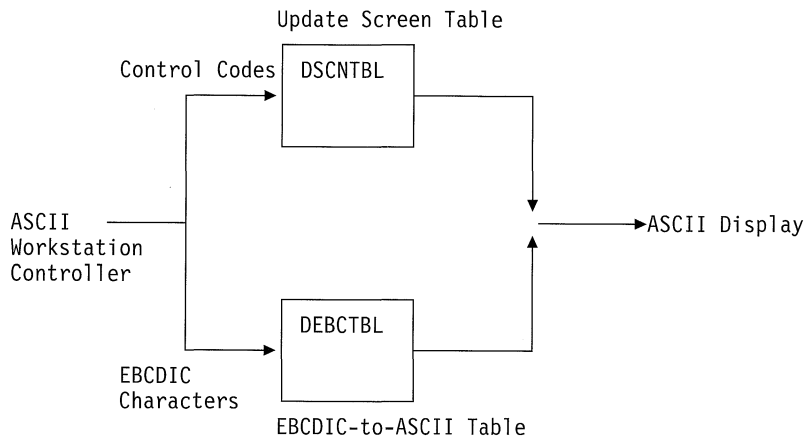 Update Screen Table
Control Codes
DSCNTBL
ASCII
Workstation
Controller
ASCII Display
DEBCTBL
EBCDIC
Characters
EBCDIC-to-ASCII Table